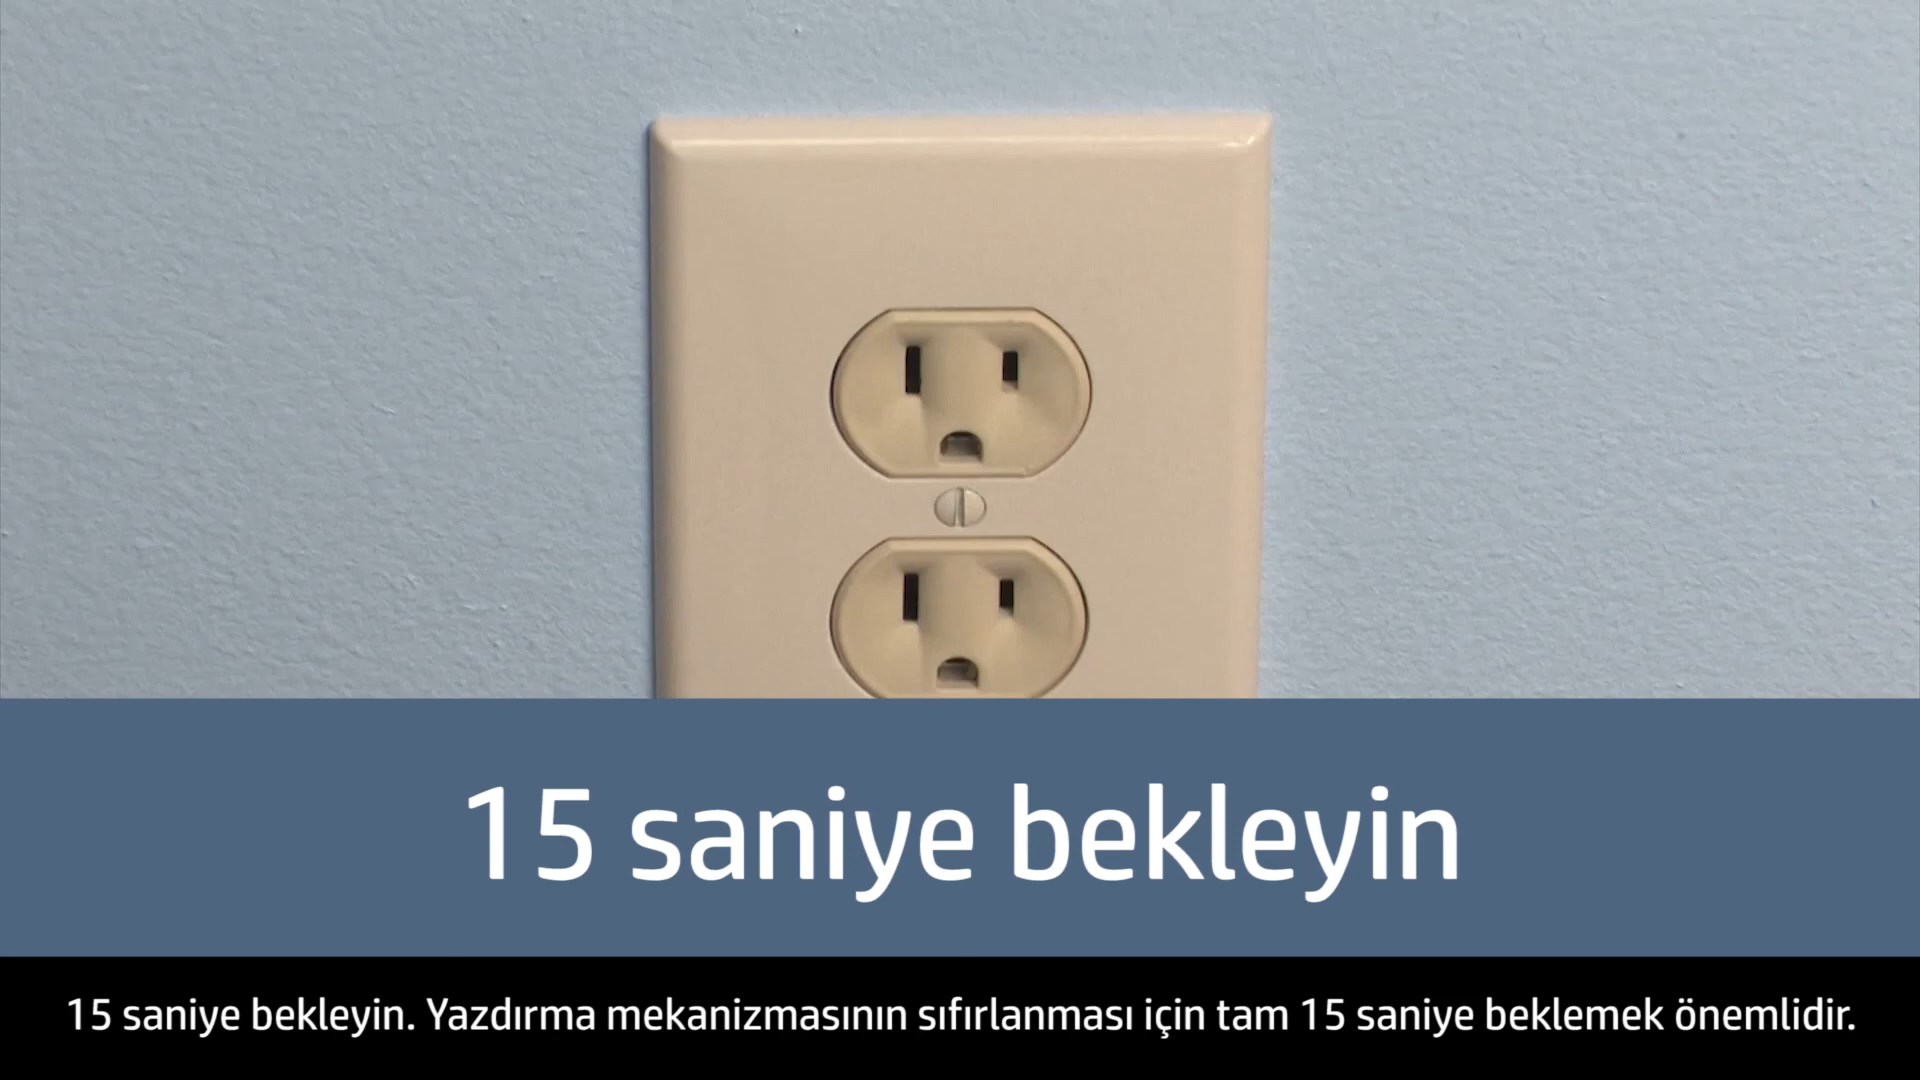 15 saniye bekleyin
15 saniye bekleyin. Yazdırma mekanizmasının sıfırlanması için tam 15 saniye beklemek önemlidir.